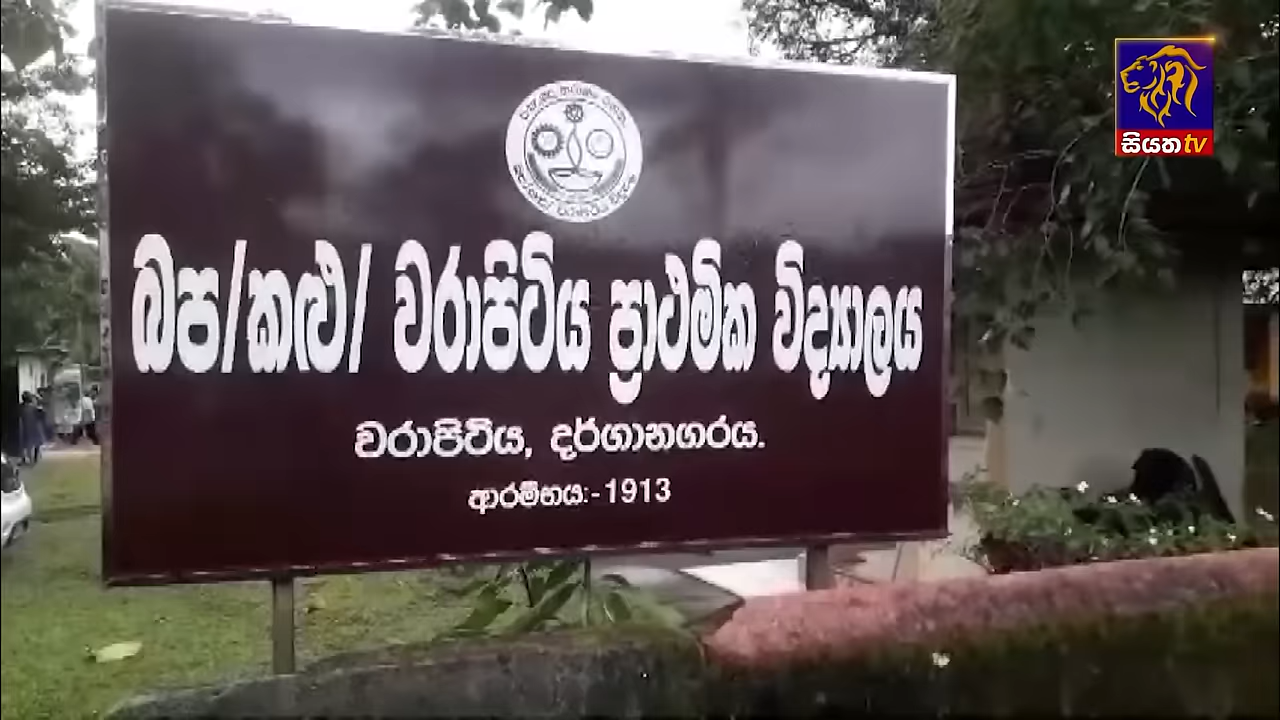 සියත tv
බප/කළු/ වරාපිටිය ප්‍රාථමික විද්‍යාලය
වරාපිටිය, දර්ගානගරය.
ආරම්භය:-1913